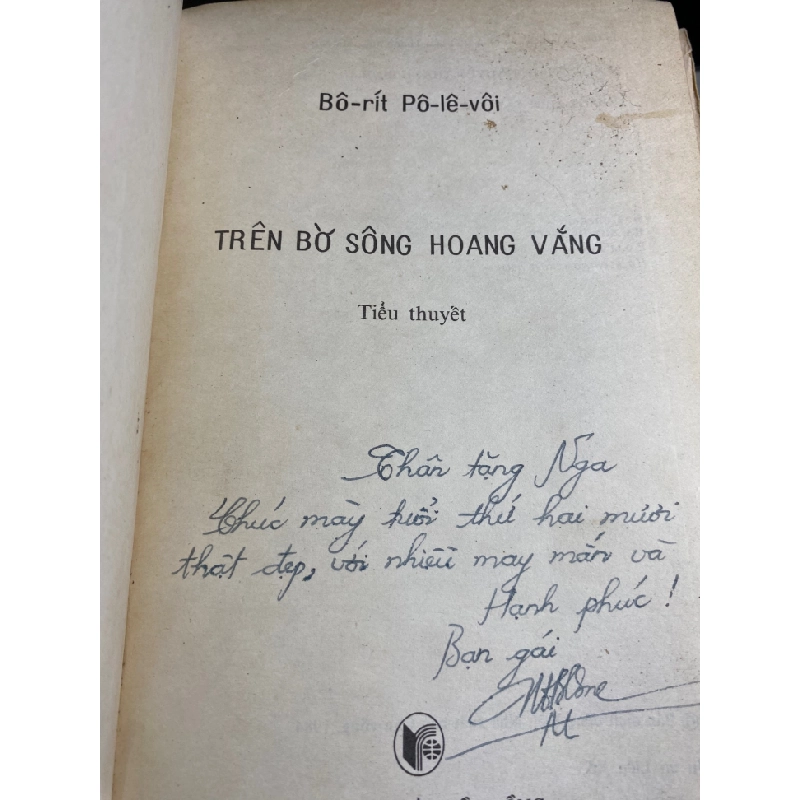 Bô-rít Pô-lê-vôi
TRÊN BỜ SÔNG HOANG VẮNG
Tiểu thuyết
Thân tặng Nga
Chúc mày tuổi thứ hai mươi
thật đẹp, với nhiều may mắn và
Hạnh phúc!
Bạn gái